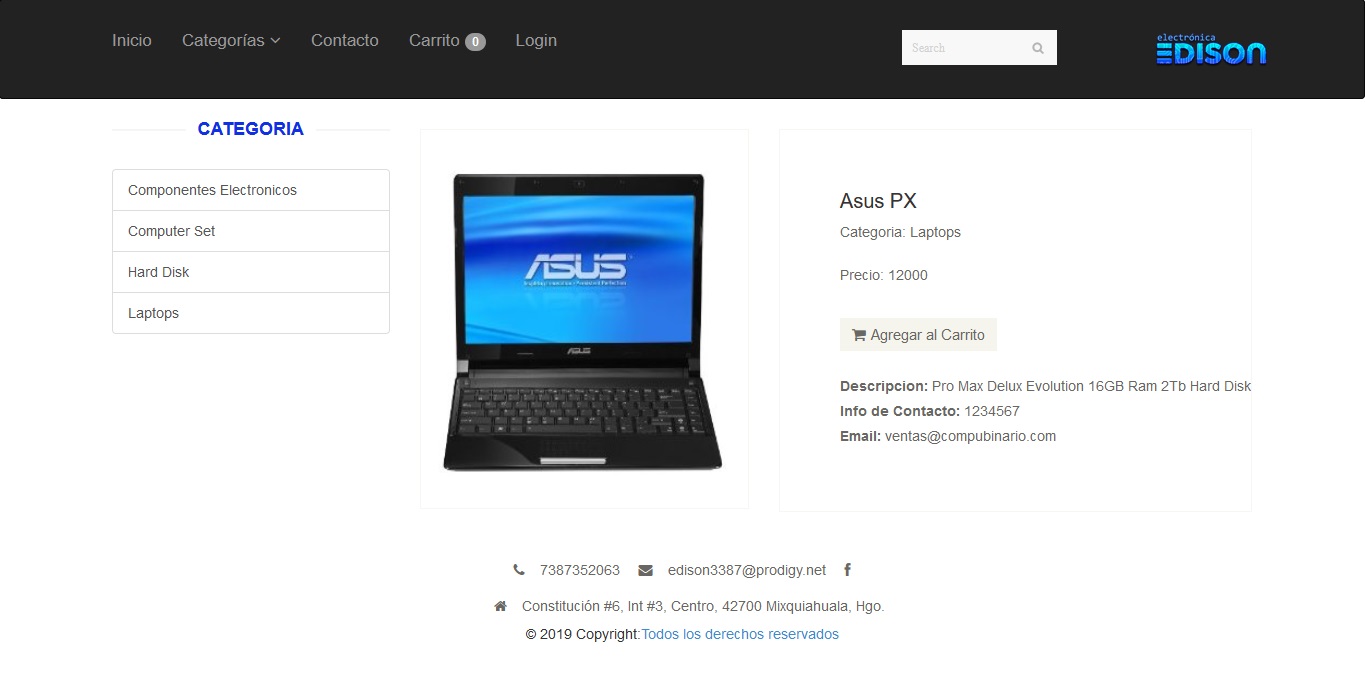 Inicio Categorías Contacto Carrito 0 Login
Search
electrónica
EDISON
CATEGORIA
Componentes Electronicos
Computer Set
Hard Disk
Laptops
ASUS
ASUS
Asus PX
Categoria: Laptops
Precio: 12000
Agregar al Carrito
Descripcion: Pro Max Delux Evolution 16GB Ram 2Tb Hard Disk
Info de Contacto: 1234567
Email: ventas@compubinario.com
7387352063 edison3387@prodigy.net f
Constitución #6, Int #3, Centro, 42700 Mixquiahuala, Hgo.
© 2019 Copyright:Todos los derechos reservados